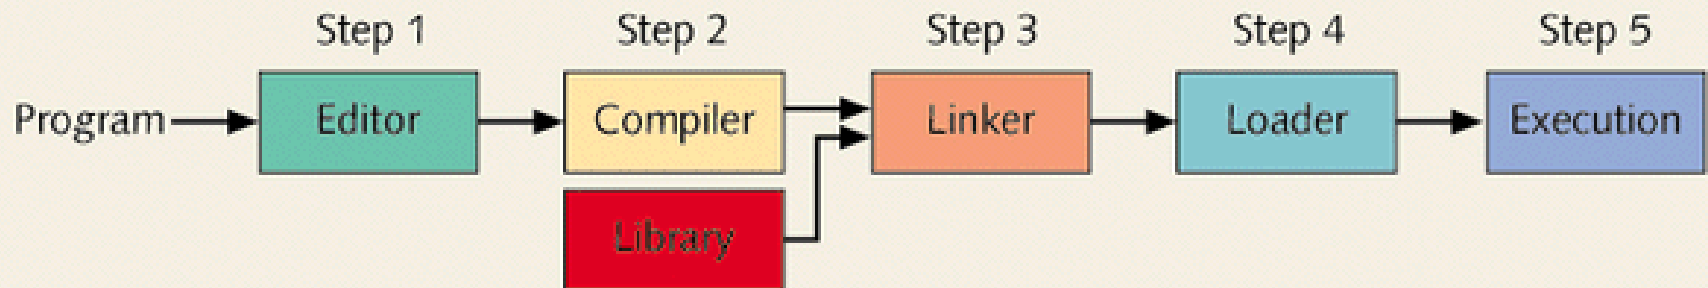 Step 1 Step 2 Step 3 Step 4 Step 5
Program Editor Compiler Linker Loader Execution
Library